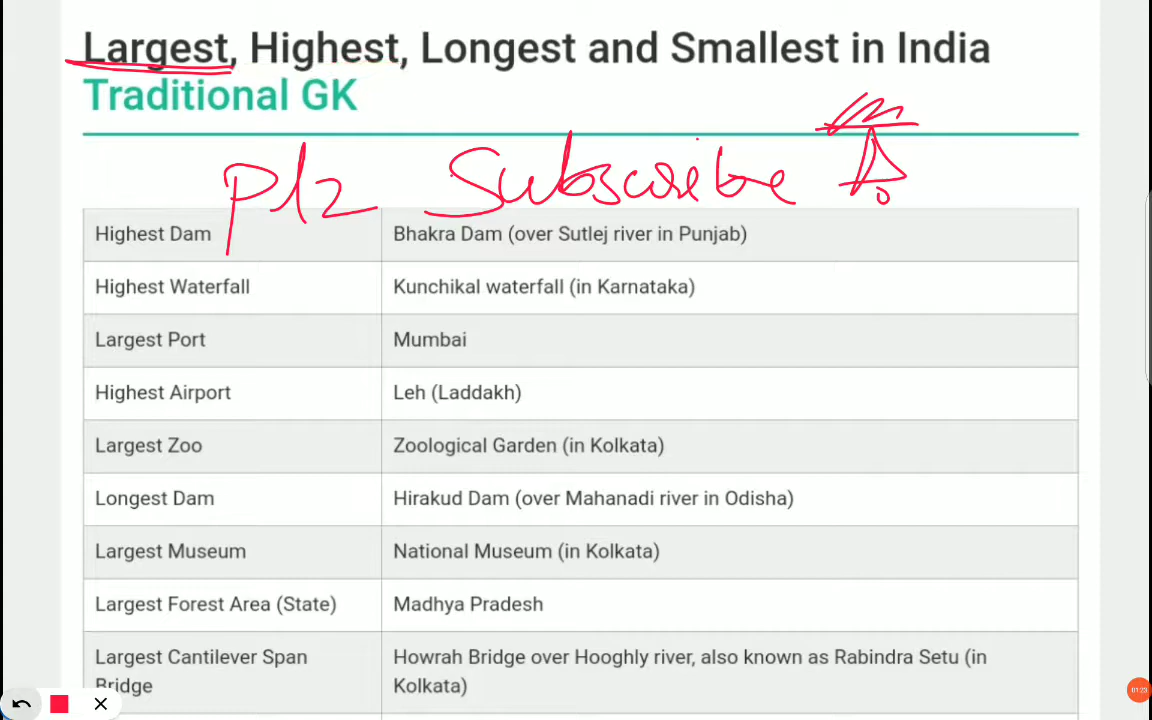 Largest, Highest, Longest and Smallest in India
Traditional GK
Plz Subscribe
Highest Dam Bhakra Dam (over Sutlej river in Punjab)
Highest Waterfall Kunchikal waterfall (in Karnataka)
Largest Port Mumbai
Highest Airport Leh (Laddakh)
Largest Zoo Zoological Garden (in Kolkata)
Longest Dam Hirakud Dam (over Mahanadi river in Odisha)
Largest Museum National Museum (in Kolkata)
Largest Forest Area (State) Madhya Pradesh
Largest Cantilever Span Howrah Bridge over Hooghly river, also known as Rabindra Setu (in
Bridge Kolkata)
01:23